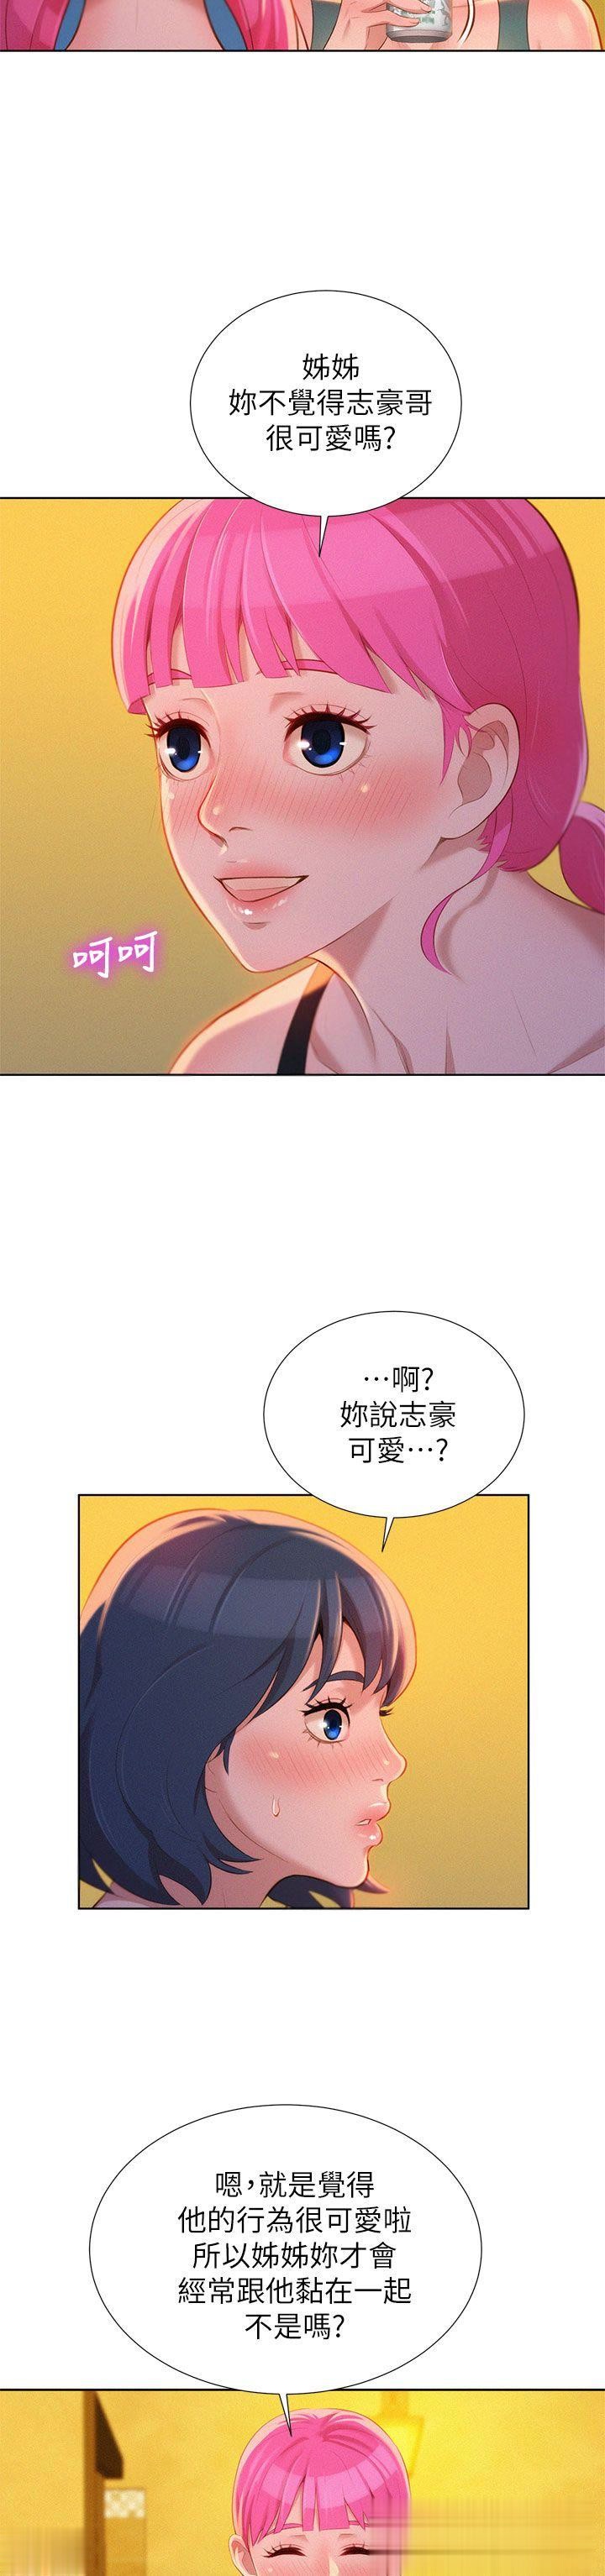 姊姊
妳不覺得志豪哥
很可愛嗎?
呵呵
…啊?
妳說志豪
可愛…?
嗯，就是覺得
他的行為很可愛啦
所以姊姊妳才會
經常跟他黏在一起
不是嗎?